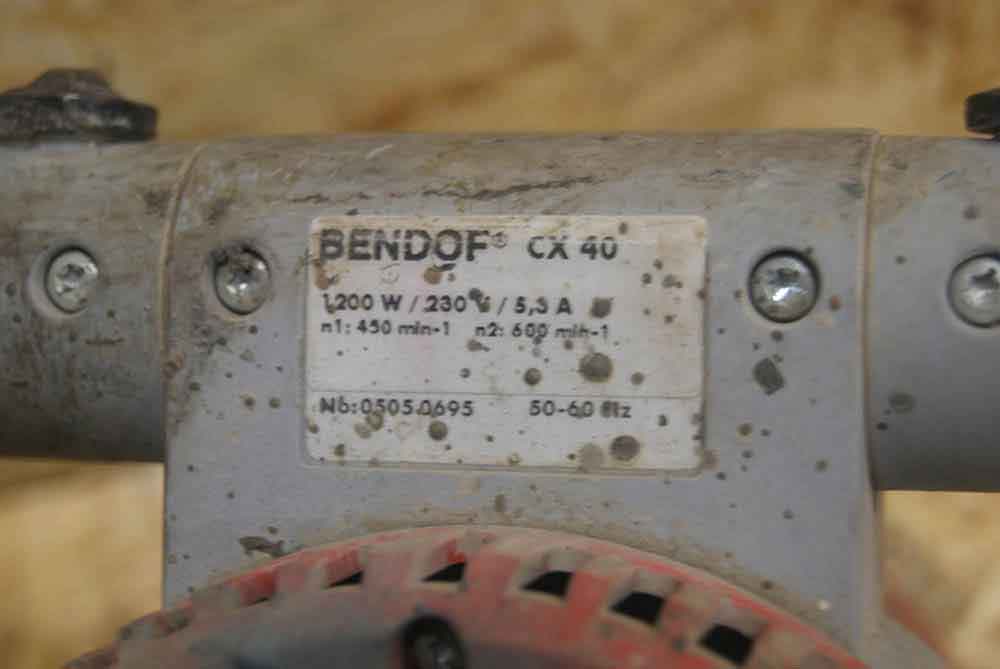 BENDOF® CX 40
1200 W / 230 V / 5,3 A
n1: 450 min-1 n2: 600 min-1
No:0505.0695 50-60 Hz